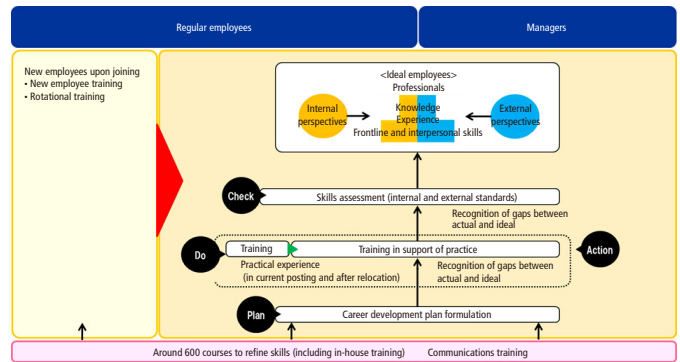 Regular employees
Managers
New employees upon joining
▪ New employee training
▪ Rotational training
<Ideal employees>
Professionals
Internal
perspectives
Knowledge
Experience
Frontline and interpersonal skills
External
perspectives
Check
Skills assessment (internal and external standards)
Recognition of gaps between
actual and ideal
Do
Training
Training in support of practice
Action
Practical experience
(in current posting and after relocation)
Recognition of gaps between
actual and ideal
Plan
Career development plan formulation
Around 600 courses to refine skills (including in-house training)
Communications training